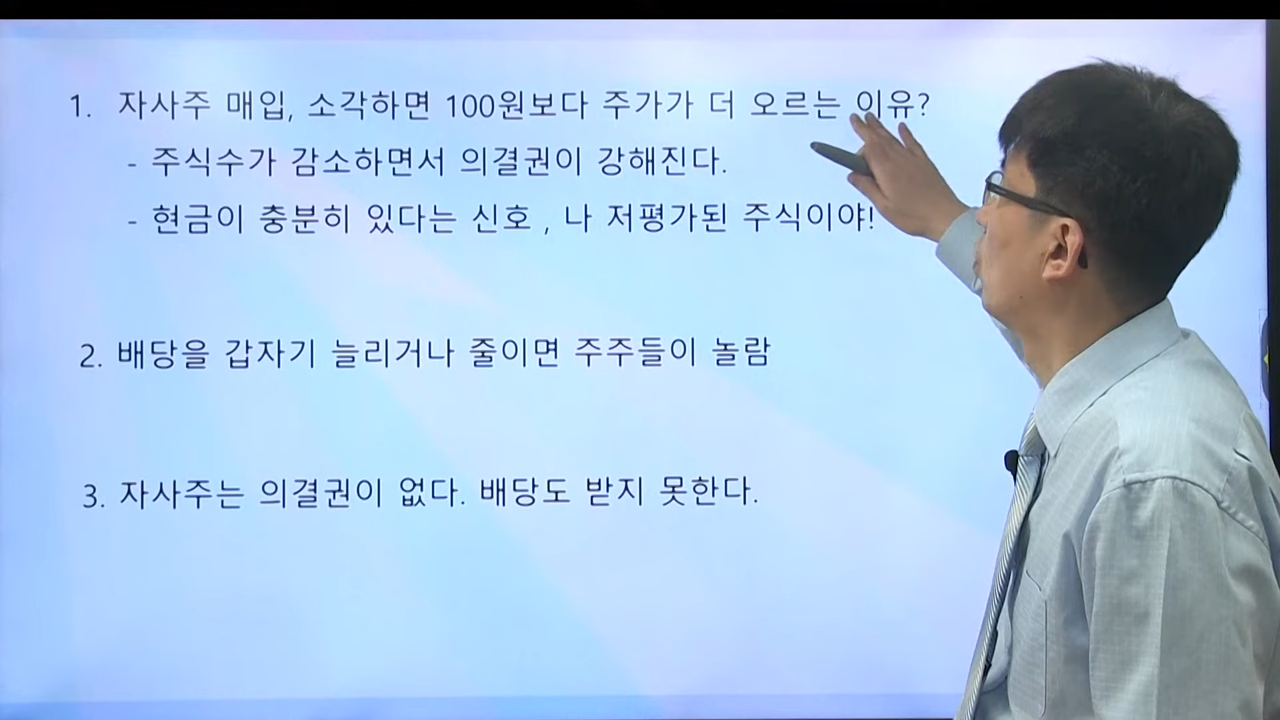 1. 자사주 매입, 소각하면 100원보다 주가가 더 오르는 이유?
- 주식수가 감소하면서 의결권이 강해진다.
- 현금이 충분히 있다는 신호 , 나 저평가된 주식이야!
2. 배당을 갑자기 늘리거나 줄이면 주주들이 놀람
3. 자사주는 의결권이 없다. 배당도 받지 못한다.